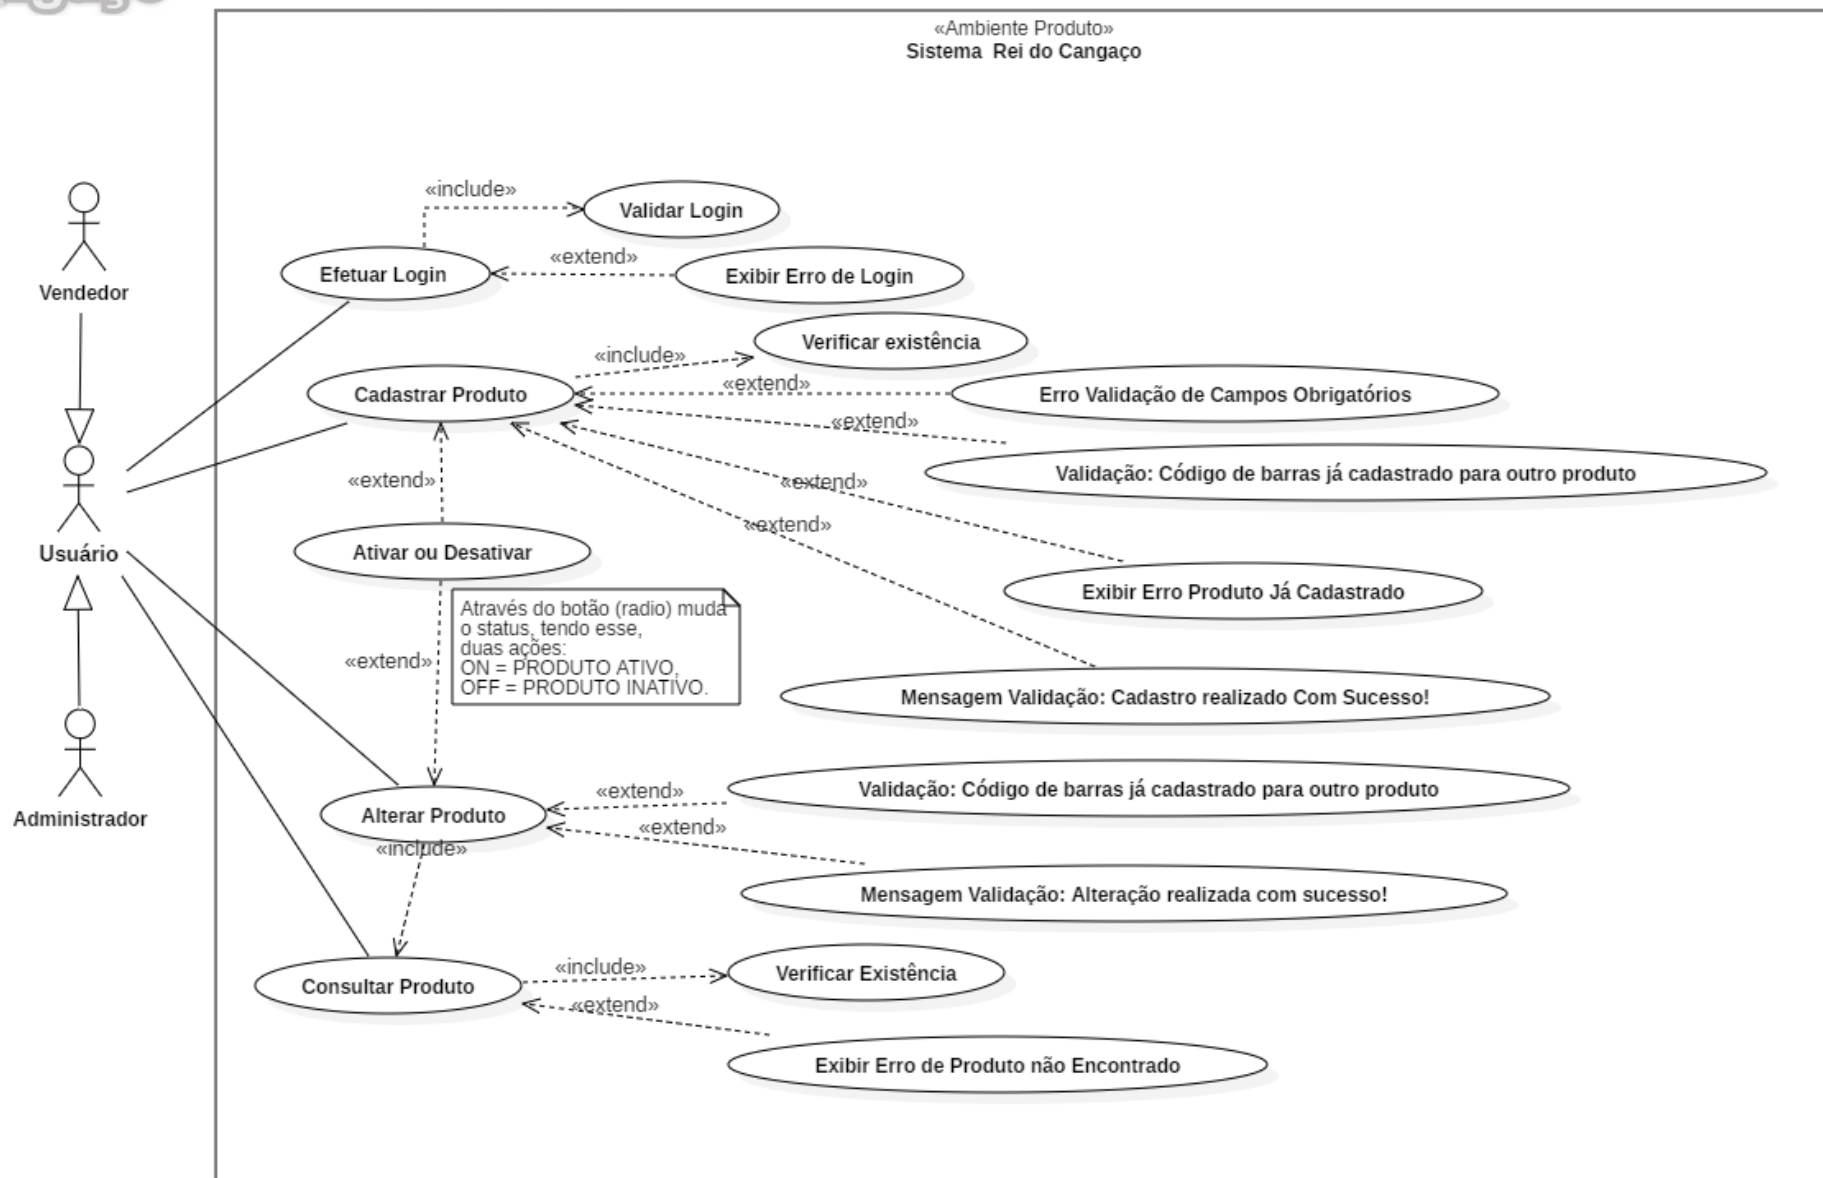 «Ambiente Produto»
Sistema Rei do Cangaço
«include»
Validar Login
Vendedor
Efetuar Login
«extend»
Exibir Erro de Login
Verificar existência
«include»
Cadastrar Produto
«extend»
Erro Validação de Campos Obrigatórios
«extend»
Validação: Código de barras já cadastrado para outro produto
«extend»
«extend»
«extend»
Usuário
Ativar ou Desativar
Exibir Erro Produto Já Cadastrado
Através do botão (radio) muda
o status, tendo esse,
duas ações:
ON = PRODUTO ATIVO,
OFF = PRODUTO INATIVO.
«extend»
Mensagem Validação: Cadastro realizado Com Sucesso!
Administrador
Alterar Produto
«extend»
Validação: Código de barras já cadastrado para outro produto
«extend»
«include»
Mensagem Validação: Alteração realizada com sucesso!
Consultar Produto
«include»
Verificar Existência
«extend»
Exibir Erro de Produto não Encontrado